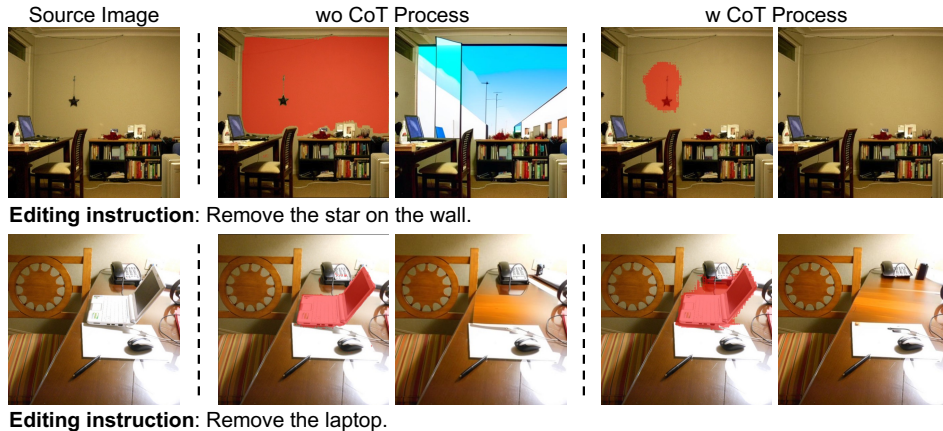 Source Image wo CoT Process w CoT Process
Editing instruction: Remove the star on the wall.
Editing instruction: Remove the laptop.